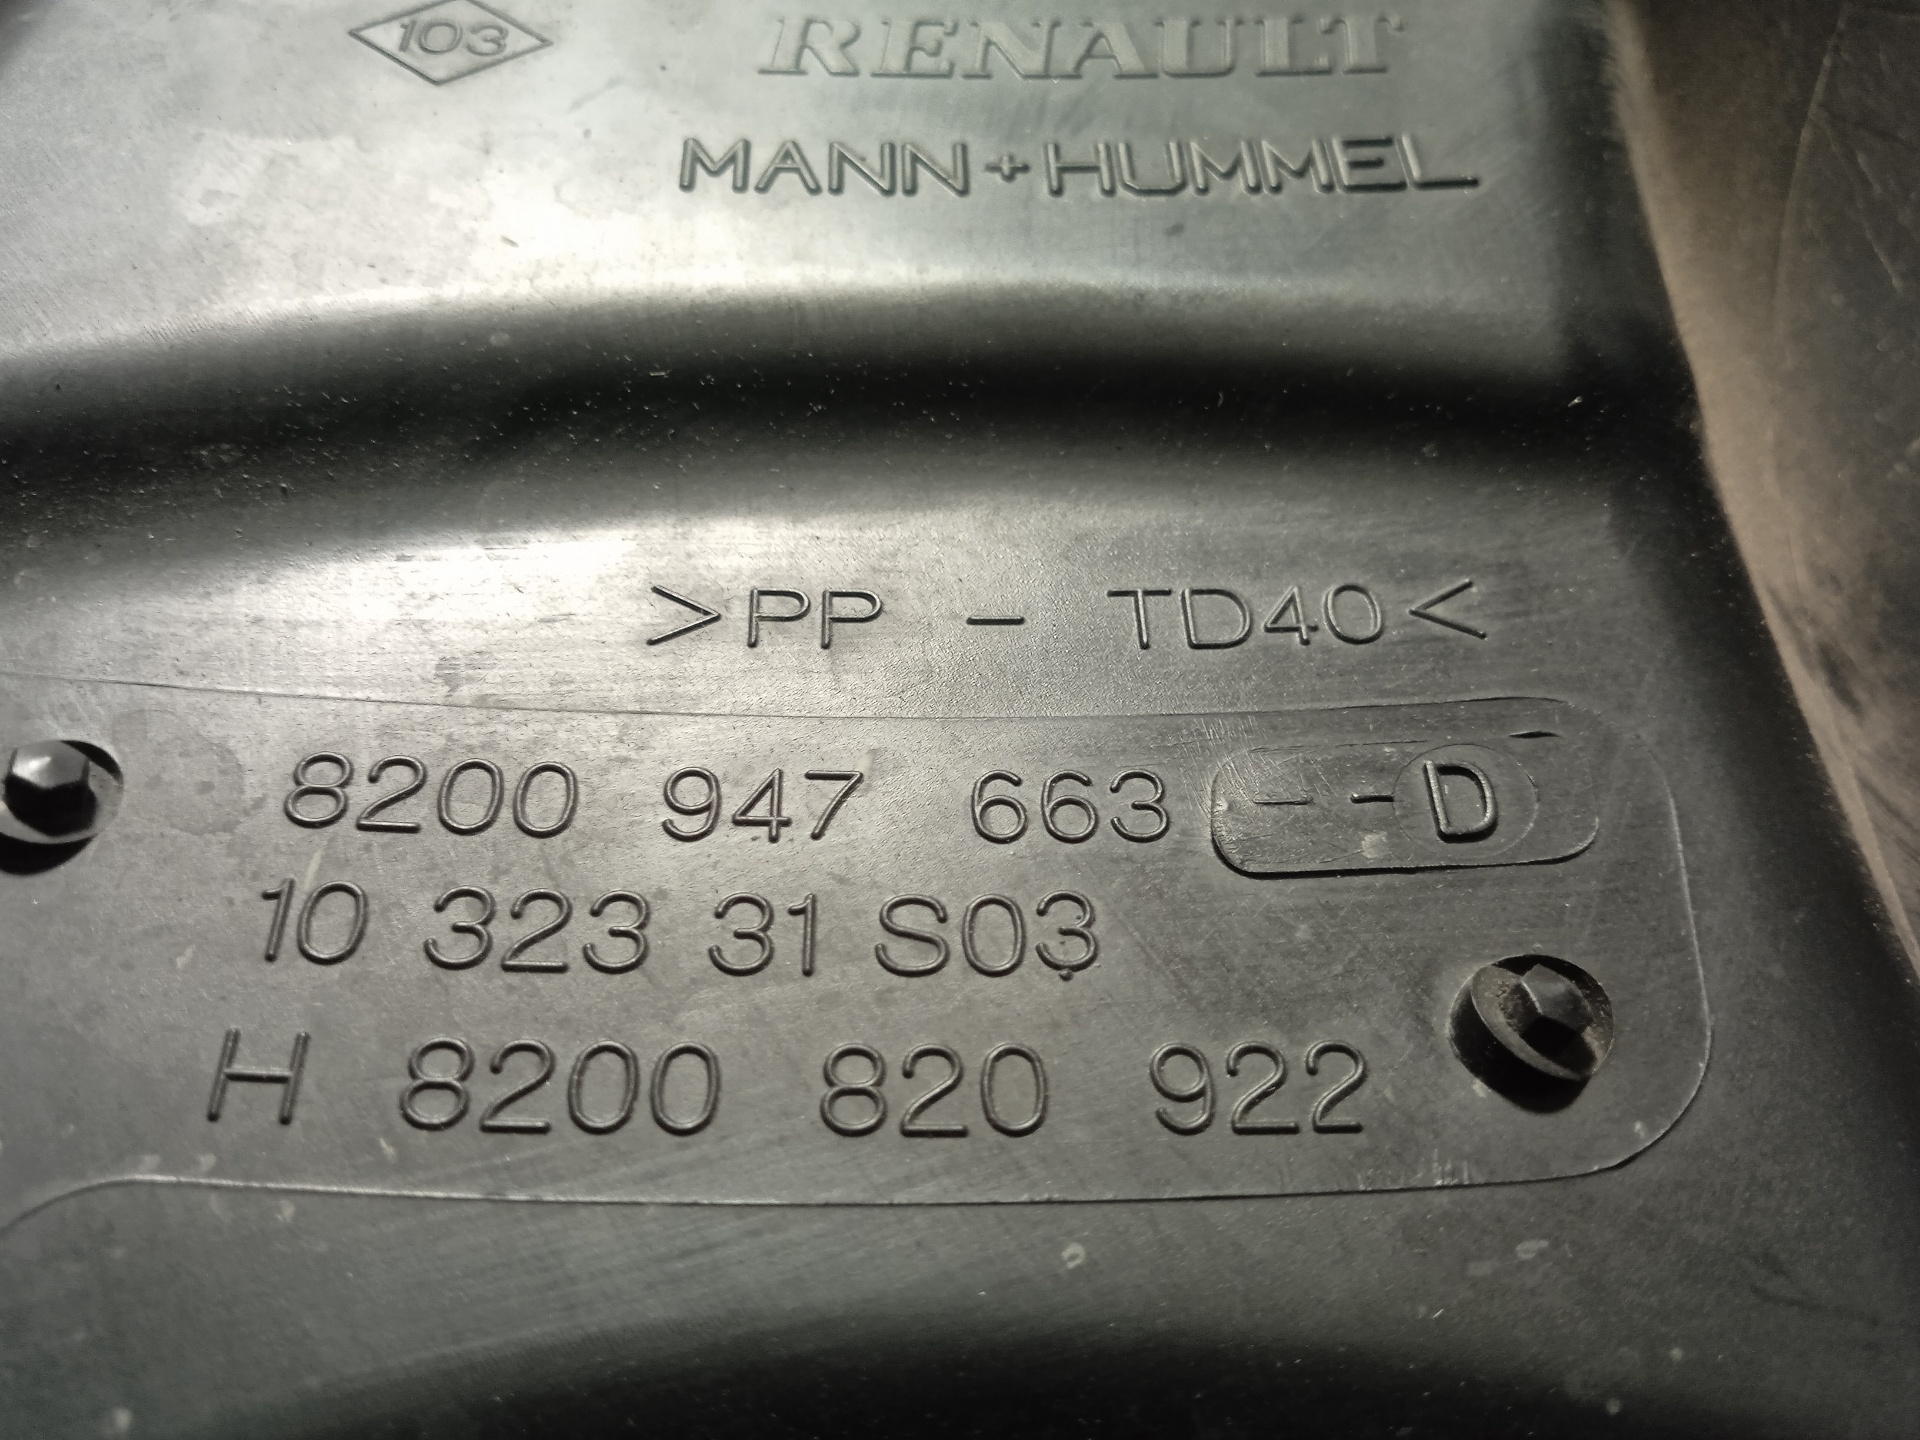 103 RENAULT
MANN+HUMMEL
>PP - TD40<
8200 947 663 --D
10 323 31 S03
H 8200 820 922